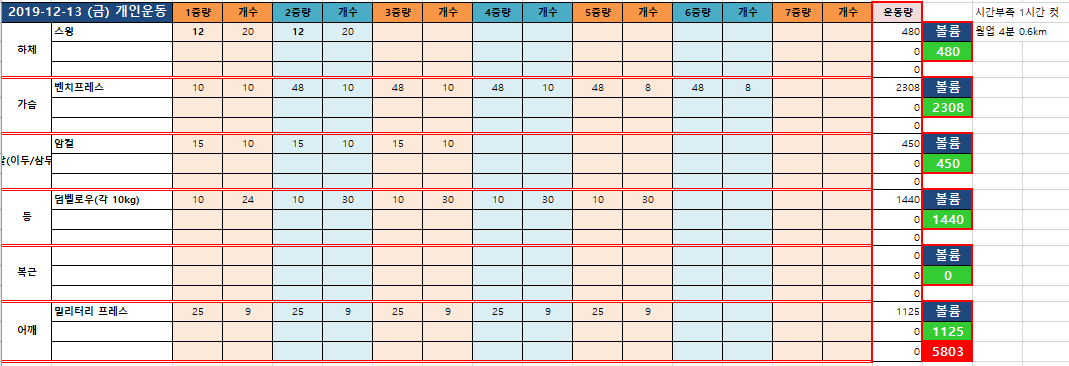 2019-12-13 (금) 개인운동 1중량 개수 2중량 개수 3중량 개수 4중량 개수 5중량 개수 6중량 개수 7중량 개수 운동량 시간부족 1시간 컷
스윙 12 20 12 20 480 볼륨 웜업 4분 0.6km
하체 0 480
0
벤치프레스 10 10 48 10 48 10 48 10 48 8 48 8 2308 볼륨
가슴 0 2308
0
암컬 15 10 15 10 15 10 450 볼륨
(이두/삼두 0 450
0
덤벨로우(각 10kg) 10 24 10 30 10 30 10 30 10 30 1440 볼륨
등 0 1440
0
0 볼륨
복근 0 0
0
밀리터리 프레스 25 9 25 9 25 9 25 9 25 9 1125 볼륨
어깨 0 1125
0 5803